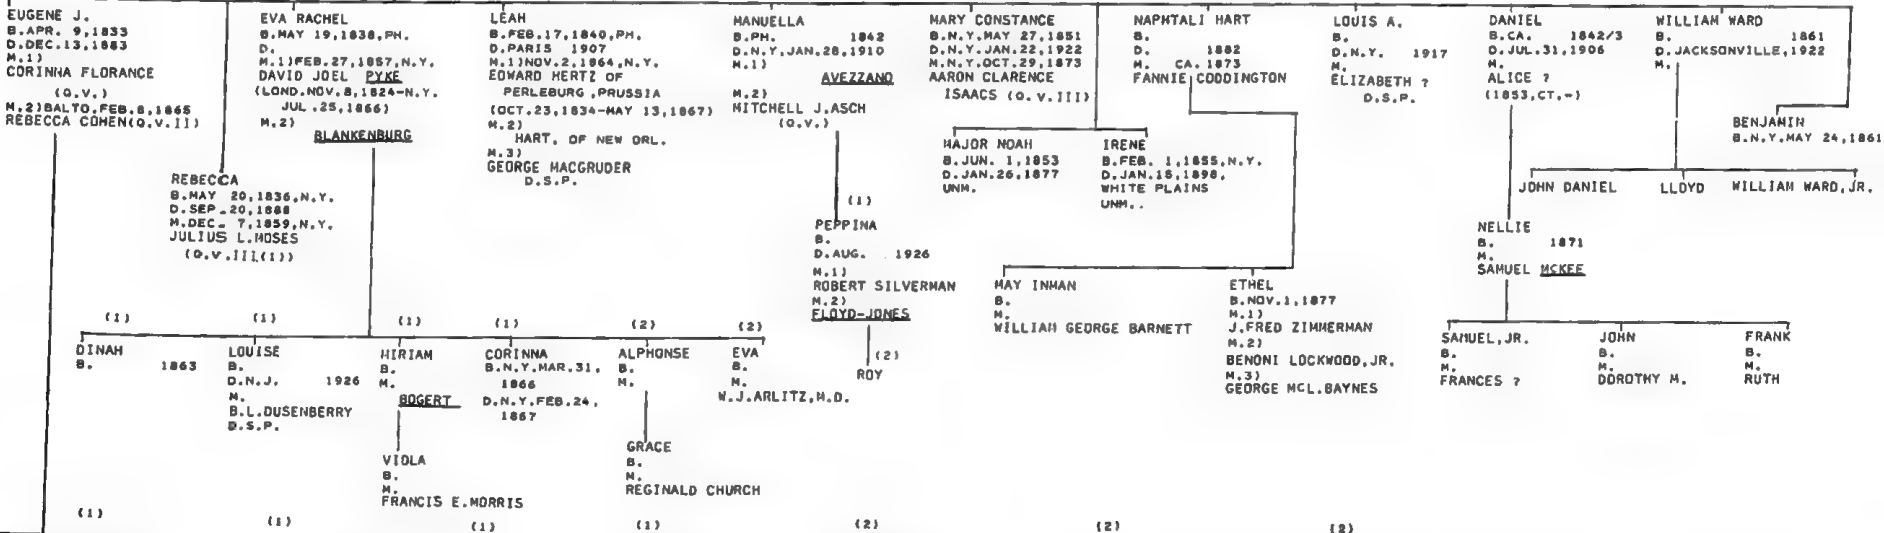 EUGENE J.
B.APR. 9,1833
D.DEC.13,1883
M.1)
CORINNA FLORANCE
(Q.V.)
M.2)BALTO.FEB.8,1865
REBECCA COHEN(Q.V.II)
EVA RACHEL
B.MAY 19,1838,PH.
D.
M.1)FEB.27,1857,N.Y.
DAVID JOEL PYKE
(LOND.NOV.8,1824-N.Y.
JUL.25,1866)
M.2)
BLANKENBURG
LEAH
B.FEB.17,1840,PH.
D.PARIS 1907
M.1)NOV.2,1864,N.Y.
EDWARD HERTZ OF
PERLEBURG,PRUSSIA
(OCT.23,1834-MAY 13,1867)
M.2)
HART, OF NEW ORL.
M.3)
GEORGE MACGRUDER
D.S.P.
MANUELLA
B.PH. 1842
D.N.Y.JAN.28,1910
M.1)
AVEZZANO
M.2)
MITCHELL J.ASCH
(Q.V.)
MARY CONSTANCE
B.N.Y.MAY 27,1851
D.N.Y.JAN.22,1922
M.N.Y.OCT.29,1873
AARON CLARENCE
ISAACS (Q.V.III)
NAPHTALI HART
B.
D. 1882
M. CA.1873
FANNIE CODDINGTON
LOUIS A.
B.
D.N.Y. 1917
M.
ELIZABETH ?
D.S.P.
DANIEL
B.CA. 1842/3
D.JUL.31,1906
M.
ALICE ?
(1853,CT.-)
WILLIAM WARD
B. 1861
D.JACKSONVILLE,1922
M.
BENJAMIN
B.N.Y.MAY 24,1861
REBECCA
B.MAY 20,1836,N.Y.
D.SEP.20,1888
M.DEC. 7,1859,N.Y.
JULIUS L.MOSES
(Q.V.III(1))
MAJOR NOAH
B.JUN. 1,1853
D.JAN.26,1877
UNM.
IRENE
B.FEB. 1,1855,N.Y.
D.JAN.15,1898,
WHITE PLAINS
UNM..
JOHN DANIEL
LLOYD
WILLIAM WARD,JR.
(1)
PEPPINA
B.
D.AUG. 1926
M.1)
ROBERT SILVERMAN
M.2)
FLOYD-JONES
(2)
ROY
NELLIE
B. 1871
M.
SAMUEL MCKEE
MAY INMAN
B.
M.
WILLIAM GEORGE BARNETT
ETHEL
B.NOV.1,1877
M.1)
J.FRED ZIMMERMAN
M.2)
BENONI LOCKWOOD,JR.
M.3)
GEORGE MCL.BAYNES
(1) (1) (1) (1) (2) (2)
DINAH
B. 1863
LOUISE
B.
D.N.J. 1926
M.
B.L.DUSENBERRY
D.S.P.
HIRIAM
B.
M.
BOGERT
CORINNA
B.N.Y.MAR.31,
1866
D.N.Y.FEB.24,
1867
ALPHONSE
B.
M.
EVA
B.
M.
W.J.ARLITZ,M.D.
SAMUEL,JR.
B.
M.
FRANCES ?
JOHN
B.
M.
DOROTHY M.
FRANK
B.
M.
RUTH
VIOLA
B.
M.
FRANCIS E.MORRIS
GRACE
B.
M.
REGINALD CHURCH
(1) (1) (1) (1) (2) (2) (2)